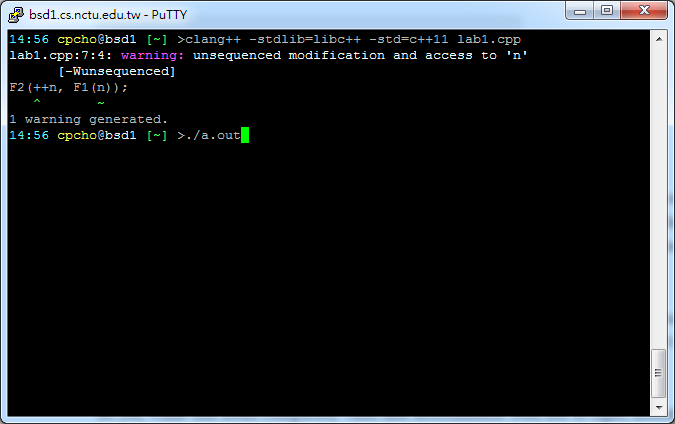 bsd1.cs.nctu.edu.tw - PuTTY
14:56 cpcho@bsd1 [~] >clang++ -stdlib=libc++ -std=c++11 lab1.cpp
lab1.cpp:7:4: warning: unsequenced modification and access to 'n'
      [-Wunsequenced]
F2(++n, F1(n));
   ^       ~
1 warning generated.
14:56 cpcho@bsd1 [~] >./a.out